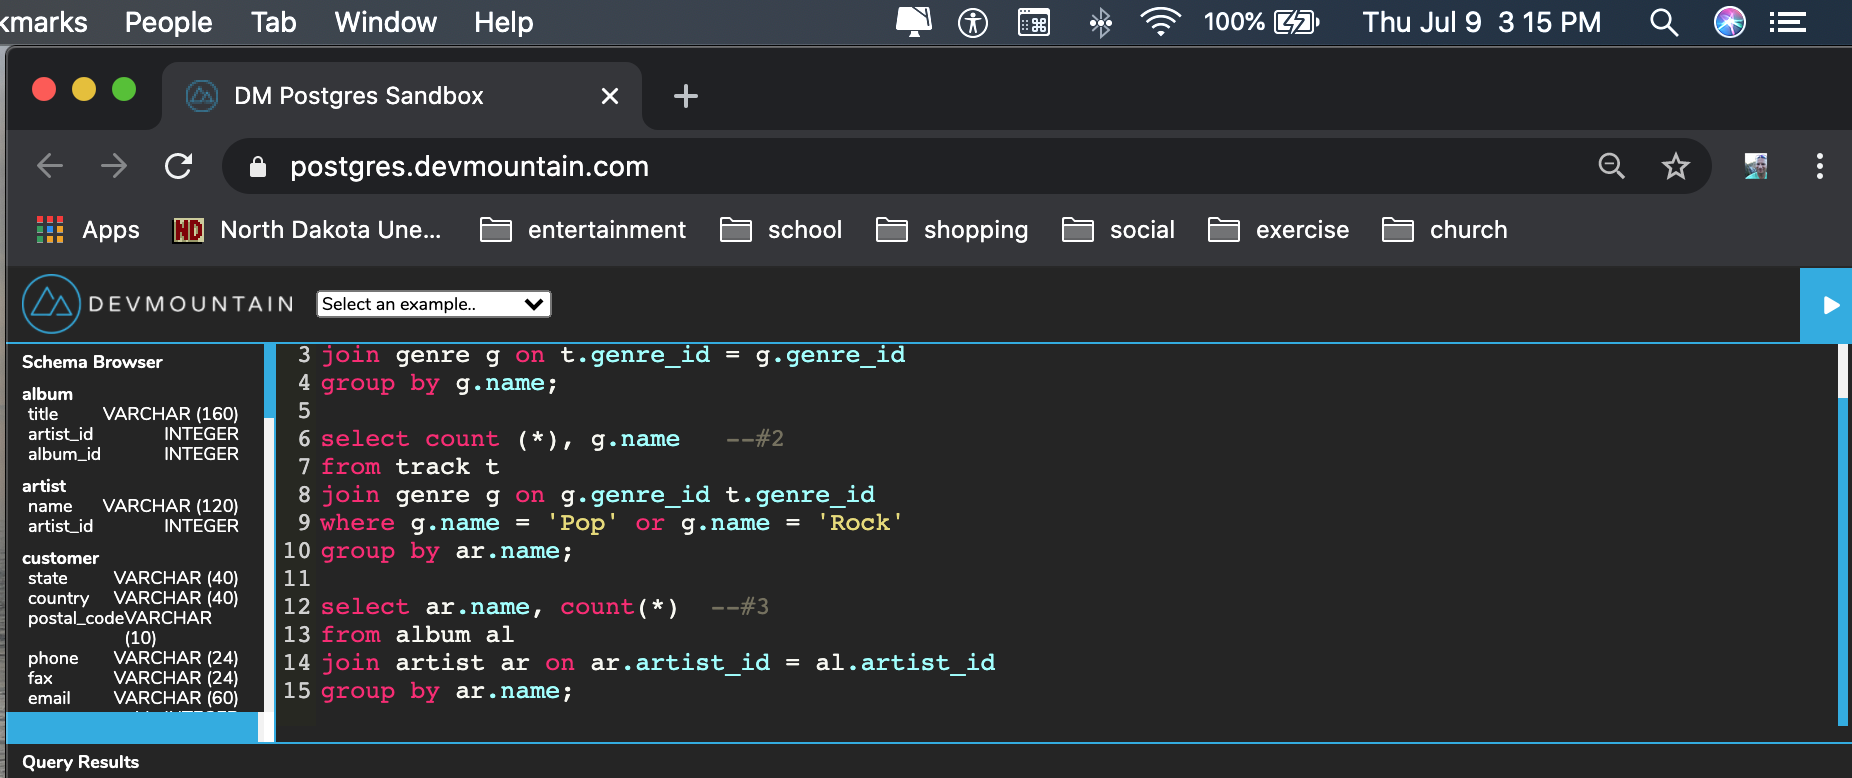 kmarks People Tab Window Help 100% Thu Jul 9 3 15 PM
DM Postgres Sandbox
postgres.devmountain.com
Apps ND North Dakota Une... entertainment school shopping social exercise church
DEVMOUNTAIN Select an example..
Schema Browser
album
title VARCHAR (160)
artist_id INTEGER
album_id INTEGER
artist
name VARCHAR (120)
artist_id INTEGER
customer
state VARCHAR (40)
country VARCHAR (40)
postal_codeVARCHAR
(10)
phone VARCHAR (24)
fax VARCHAR (24)
email VARCHAR (60)
3 join genre g on t.genre_id = g.genre_id
4 group by g.name;
5
6 select count (*), g.name --#2
7 from track t
8 join genre g on g.genre_id t.genre_id
9 where g.name = 'Pop' or g.name = 'Rock'
10 group by ar.name;
11
12 select ar.name, count(*) --#3
13 from album al
14 join artist ar on ar.artist_id = al.artist_id
15 group by ar.name;
Query Results